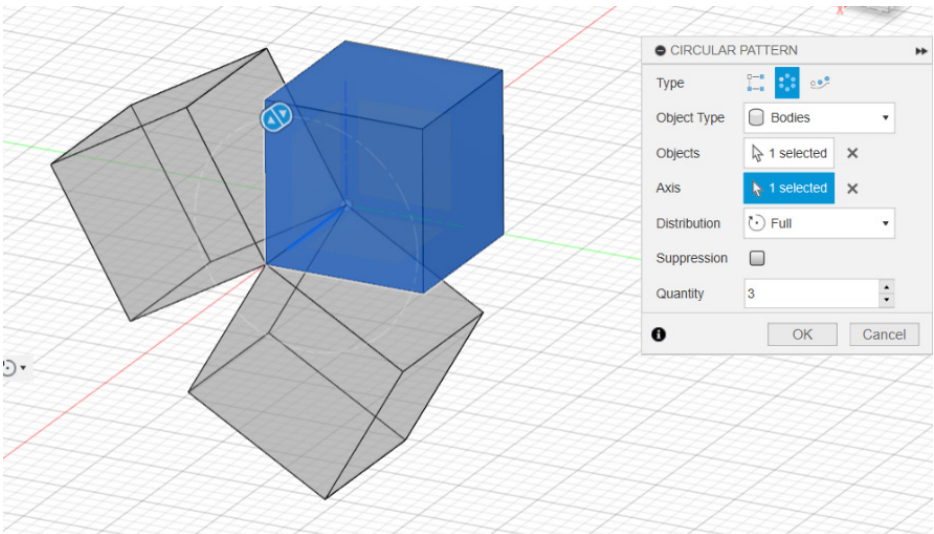 CIRCULAR PATTERN
Type
Object Type Bodies
Objects 1 selected
Axis 1 selected
Distribution Full
Suppression
Quantity 3
OK Cancel